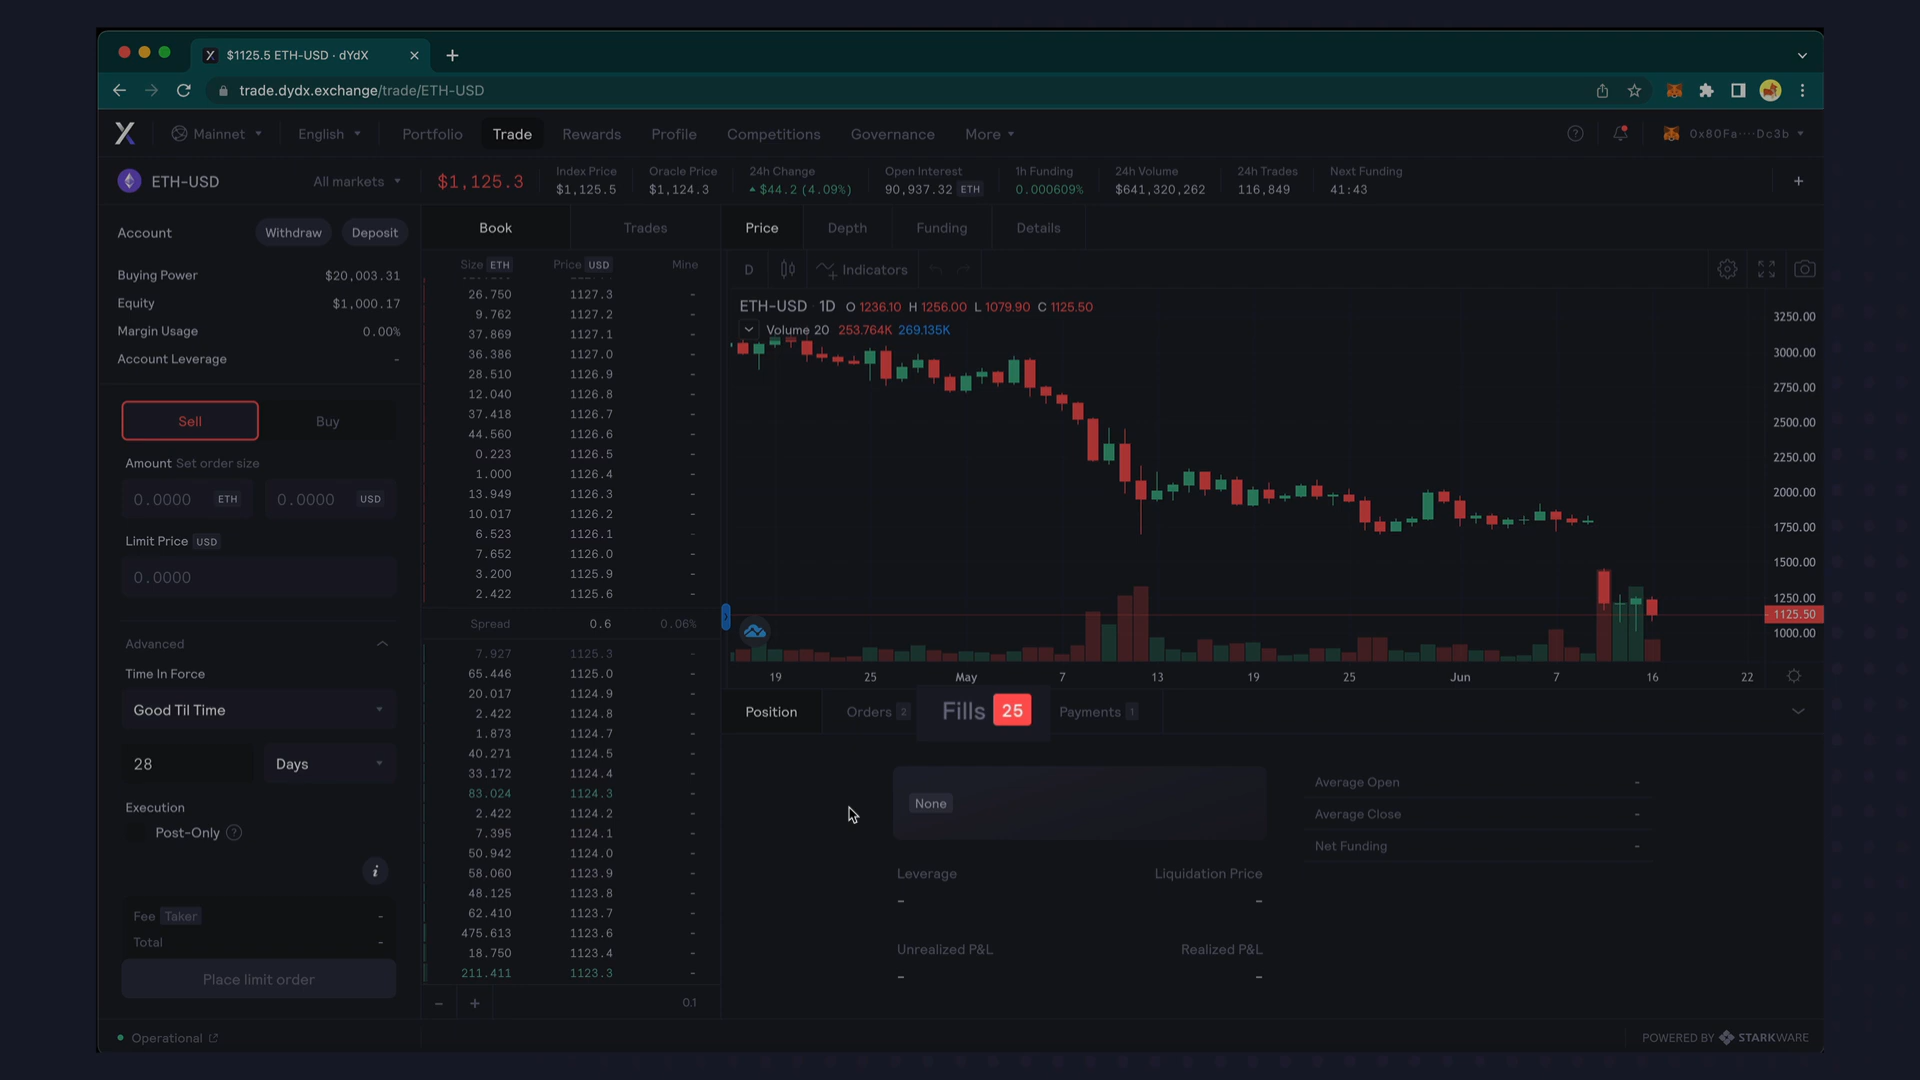 $1125.5 ETH-USD · dYdX
trade.dydx.exchange/trade/ETH-USD
Mainnet English Portfolio Trade Rewards Profile Competitions Governance More 0x80Fa····Dc3b
ETH-USD All markets $1,125.3
Index Price $1,125.5
Oracle Price $1,124.3
24h Change $44.2 (4.09%)
Open Interest 90,937.32 ETH
1h Funding 0.000609%
24h Volume $641,320,262
24h Trades 116,849
Next Funding 41:43
Account Withdraw Deposit
Buying Power $20,003.31
Equity $1,000.17
Margin Usage 0.00%
Account Leverage -
Sell Buy
Amount Set order size
0.0000 ETH 0.0000 USD
Limit Price USD
0.0000
Advanced
Time In Force
Good Til Time
28 Days
Execution
Post-Only ?
i
Fee Taker -
Total -
Place limit order
Operational
Book Trades
Size ETH Price USD Mine
26.750 1127.3 -
9.762 1127.2 -
37.869 1127.1 -
36.386 1127.0 -
28.510 1126.9 -
12.040 1126.8 -
37.418 1126.7 -
44.560 1126.6 -
0.223 1126.5 -
1.000 1126.4 -
13.949 1126.3 -
10.017 1126.2 -
6.523 1126.1 -
7.652 1126.0 -
3.200 1125.9 -
2.422 1125.6 -
Spread 0.6 0.06%
7.927 1125.3 -
65.446 1125.0 -
20.017 1124.9 -
2.422 1124.8 -
1.873 1124.7 -
40.271 1124.5 -
33.172 1124.4 -
83.024 1124.3 -
2.422 1124.2 -
7.395 1124.1 -
50.942 1124.0 -
58.060 1123.9 -
48.125 1123.8 -
62.410 1123.7 -
475.613 1123.6 -
18.750 1123.4 -
211.411 1123.3 -
− + 0.1
Price Depth Funding Details
D Indicators
ETH-USD 1D O 1236.10 H 1256.00 L 1079.90 C 1125.50
Volume 20 253.764K 269.135K
3250.00
3000.00
2750.00
2500.00
2250.00
2000.00
1750.00
1500.00
1250.00
1125.50
1000.00
19 25 May 7 13 19 25 Jun 7 16 22
Position Orders 2 Fills 25 Payments 1
None
Leverage Liquidation Price
- -
Unrealized P&L Realized P&L
- -
Average Open -
Average Close -
Net Funding -
POWERED BY STARKWARE